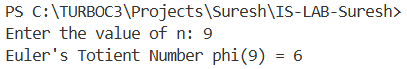 PS C:\TURBOC3\Projects\Suresh\IS-LAB-Suresh>
Enter the value of n: 9
Euler's Totient Number phi(9) = 6